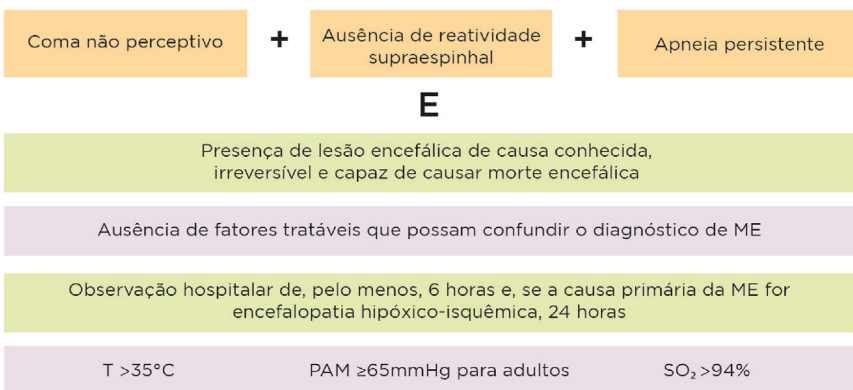 Coma não perceptivo + Ausência de reatividade supraespinhal + Apneia persistente
E
Presença de lesão encefálica de causa conhecida,
irreversível e capaz de causar morte encefálica
Ausência de fatores tratáveis que possam confundir o diagnóstico de ME
Observação hospitalar de, pelo menos, 6 horas e, se a causa primária da ME for
encefalopatia hipóxico-isquêmica, 24 horas
T >35°C PAM ≥65mmHg para adultos SO₂ >94%